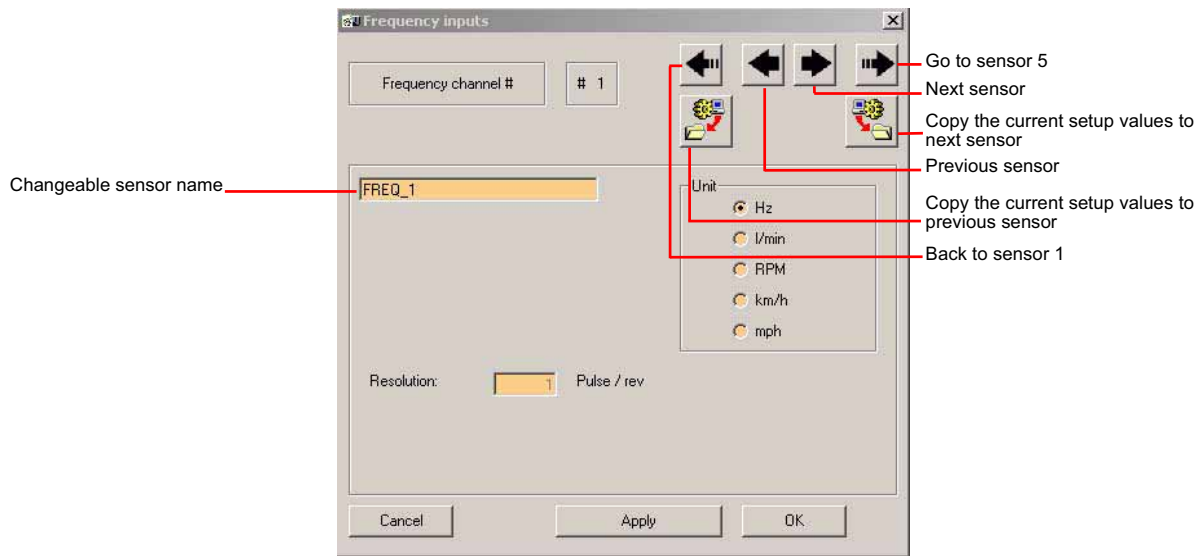 Frequency inputs
Frequency channel #
# 1
Go to sensor 5
Next sensor
Copy the current setup values to
next sensor
Previous sensor
Copy the current setup values to
previous sensor
Back to sensor 1
Changeable sensor name
FREQ_1
Unit
Hz
l/min
RPM
km/h
mph
Resolution:
1
Pulse / rev
Cancel
Apply
OK